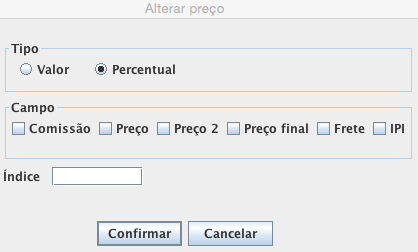 Alterar preço
Tipo
Valor Percentual
Campo
Comissão Preço Preço 2 Preço final Frete IPI
Índice
Confirmar Cancelar